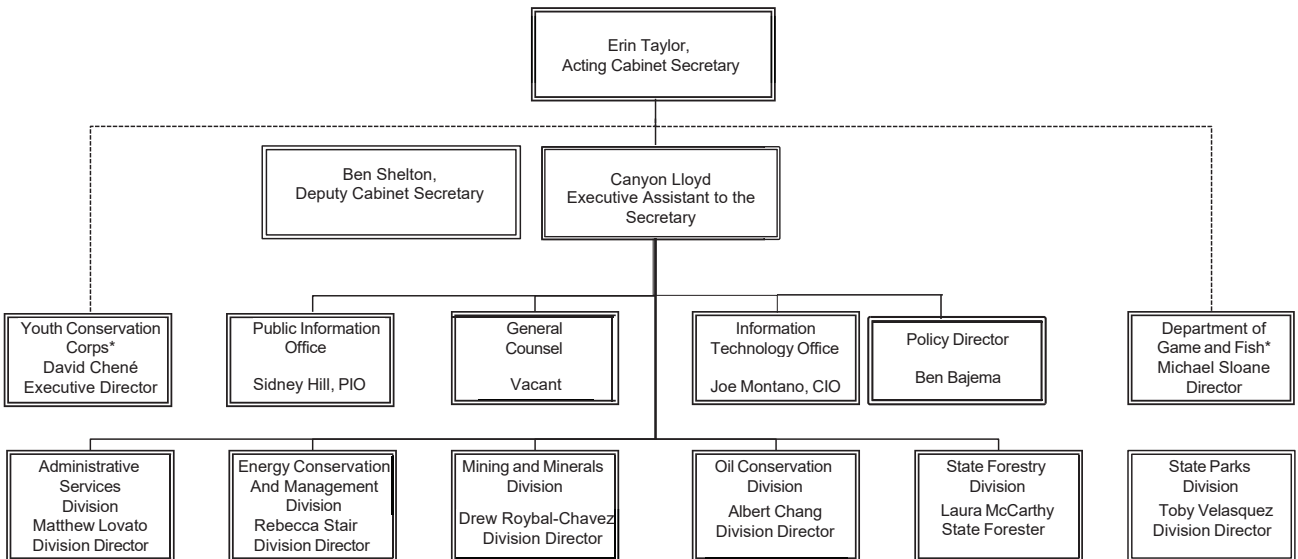 Erin Taylor,
Acting Cabinet Secretary
Ben Shelton,
Deputy Cabinet Secretary
Canyon Lloyd
Executive Assistant to the
Secretary
Youth Conservation
Corps*
David Chené
Executive Director
Public Information
Office
Sidney Hill, PIO
General
Counsel
Vacant
Information
Technology Office
Joe Montano, CIO
Policy Director
Ben Bajema
Department of
Game and Fish*
Michael Sloane
Director
Administrative
Services
Division
Matthew Lovato
Division Director
Energy Conservation
And Management
Division
Rebecca Stair
Division Director
Mining and Minerals
Division
Drew Roybal-Chavez
Division Director
Oil Conservation
Division
Albert Chang
Division Director
State Forestry
Division
Laura McCarthy
State Forester
State Parks
Division
Toby Velasquez
Division Director